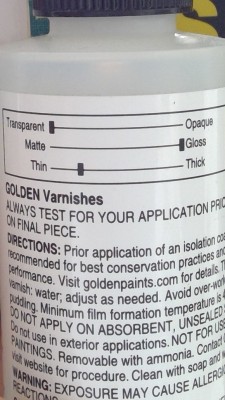 Transparent Opaque
Matte Gloss
Thin Thick
GOLDEN Varnishes
ALWAYS TEST FOR YOUR APPLICATION
ON FINAL PIECE.
DIRECTIONS: Prior application of an isolation
recommended for best conservation practices and
performance. Visit goldenpaints.com for details.
varnish: water; adjust as needed. Avoid
puddling. Minimum film formation temperature is
DO NOT APPLY ON ABSORBENT, UNSEALED
Do not use in exterior applications. NOT FOR USE
PAINTINGS. Removable with ammonia. Contact
visit website for procedure. Clean with soap and
WARNING: EXPOSURE MAY CAUSE
REACTIONS